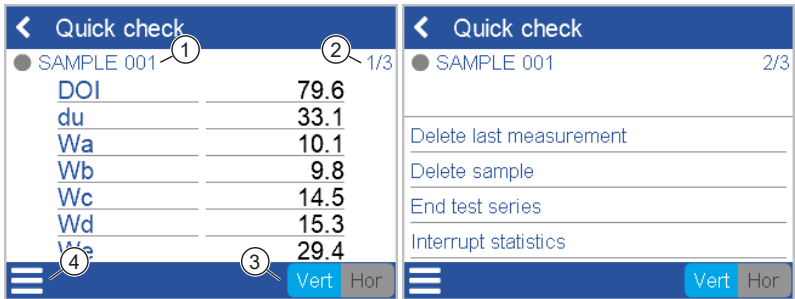 Quick check
1
2
SAMPLE 001
1/3
DOI 79.6
du 33.1
Wa 10.1
Wb 9.8
Wc 14.5
Wd 15.3
We 29.4
4
3
Vert Hor
Quick check
SAMPLE 001
2/3
Delete last measurement
Delete sample
End test series
Interrupt statistics
Vert Hor